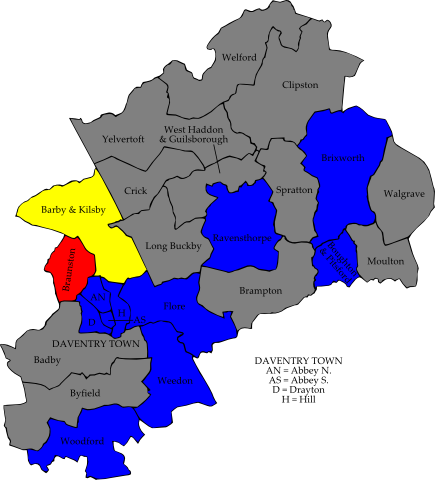 Welford
Clipston
West Haddon
& Guilsborough
Yelvertoft
Brixworth
Crick
Spratton
Walgrave
Barby & Kilsby
Ravensthorpe
Long Buckby
Moulton
Braunston
Brampton
AN
Flore
H
D
AS
DAVENTRY TOWN
Badby
Weedon
Byfield
Woodford
DAVENTRY TOWN
AN = Abbey N.
AS = Abbey S.
D = Drayton
H = Hill